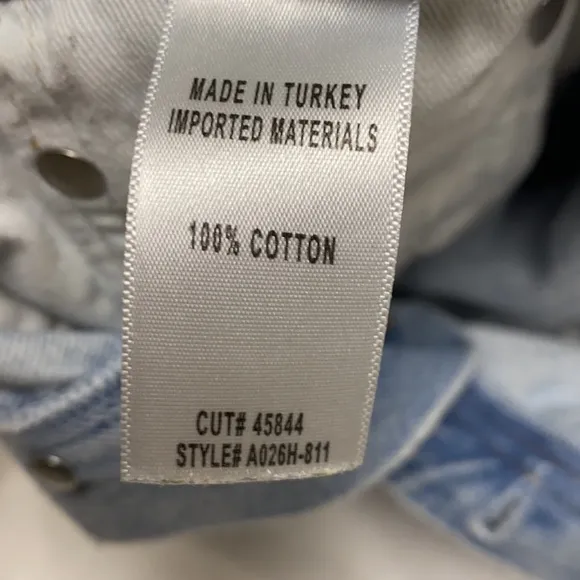 MADE IN TURKEY
IMPORTED MATERIALS
100% COTTON
CUT# 45844
STYLE# A026H-811